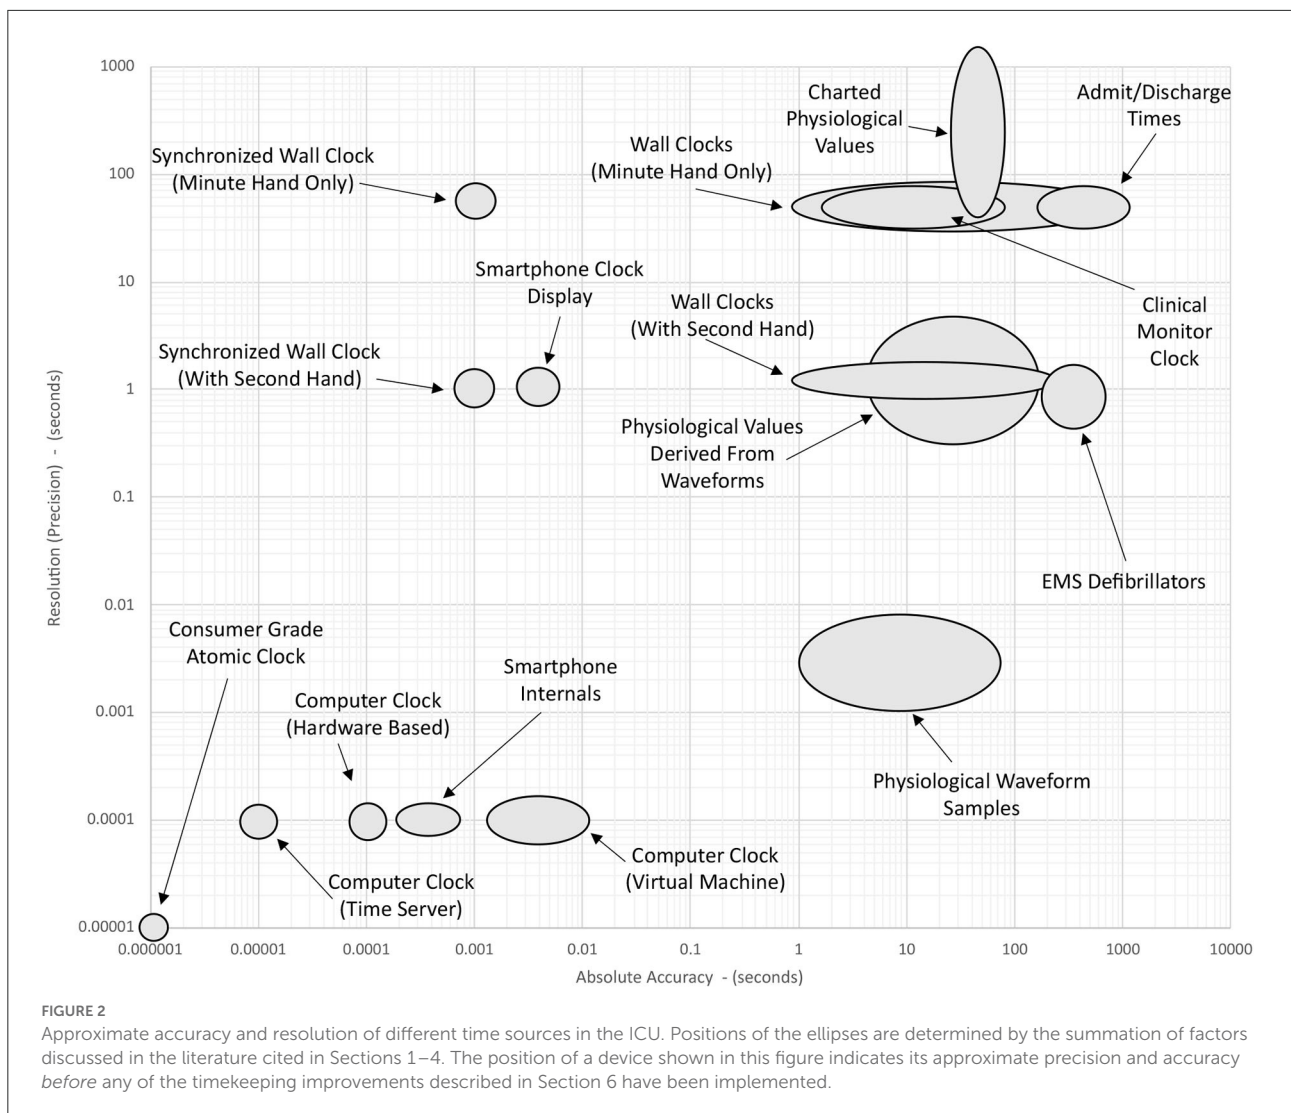 1000
100
10
1
0.1
0.01
0.001
0.0001
0.00001
Resolution (Precision) - (seconds)
Charted
Physiological
Values
Admit/Discharge
Times
Wall Clocks
(Minute Hand Only)
Synchronized Wall Clock
(Minute Hand Only)
Smartphone Clock
Display
Wall Clocks
(With Second Hand)
Clinical
Monitor
Clock
Synchronized Wall Clock
(With Second Hand)
Physiological Values
Derived From
Waveforms
EMS Defibrillators
Consumer Grade
Atomic Clock
Smartphone
Internals
Computer Clock
(Hardware Based)
Physiological Waveform
Samples
Computer Clock
(Virtual Machine)
Computer Clock
(Time Server)
0.000001
0.00001
0.0001
0.001
0.01
0.1
1
10
100
1000
10000
Absolute Accuracy - (seconds)
FIGURE 2
Approximate accuracy and resolution of different time sources in the ICU. Positions of the ellipses are determined by the summation of factors
discussed in the literature cited in Sections 1–4. The position of a device shown in this figure indicates its approximate precision and accuracy
before any of the timekeeping improvements described in Section 6 have been implemented.